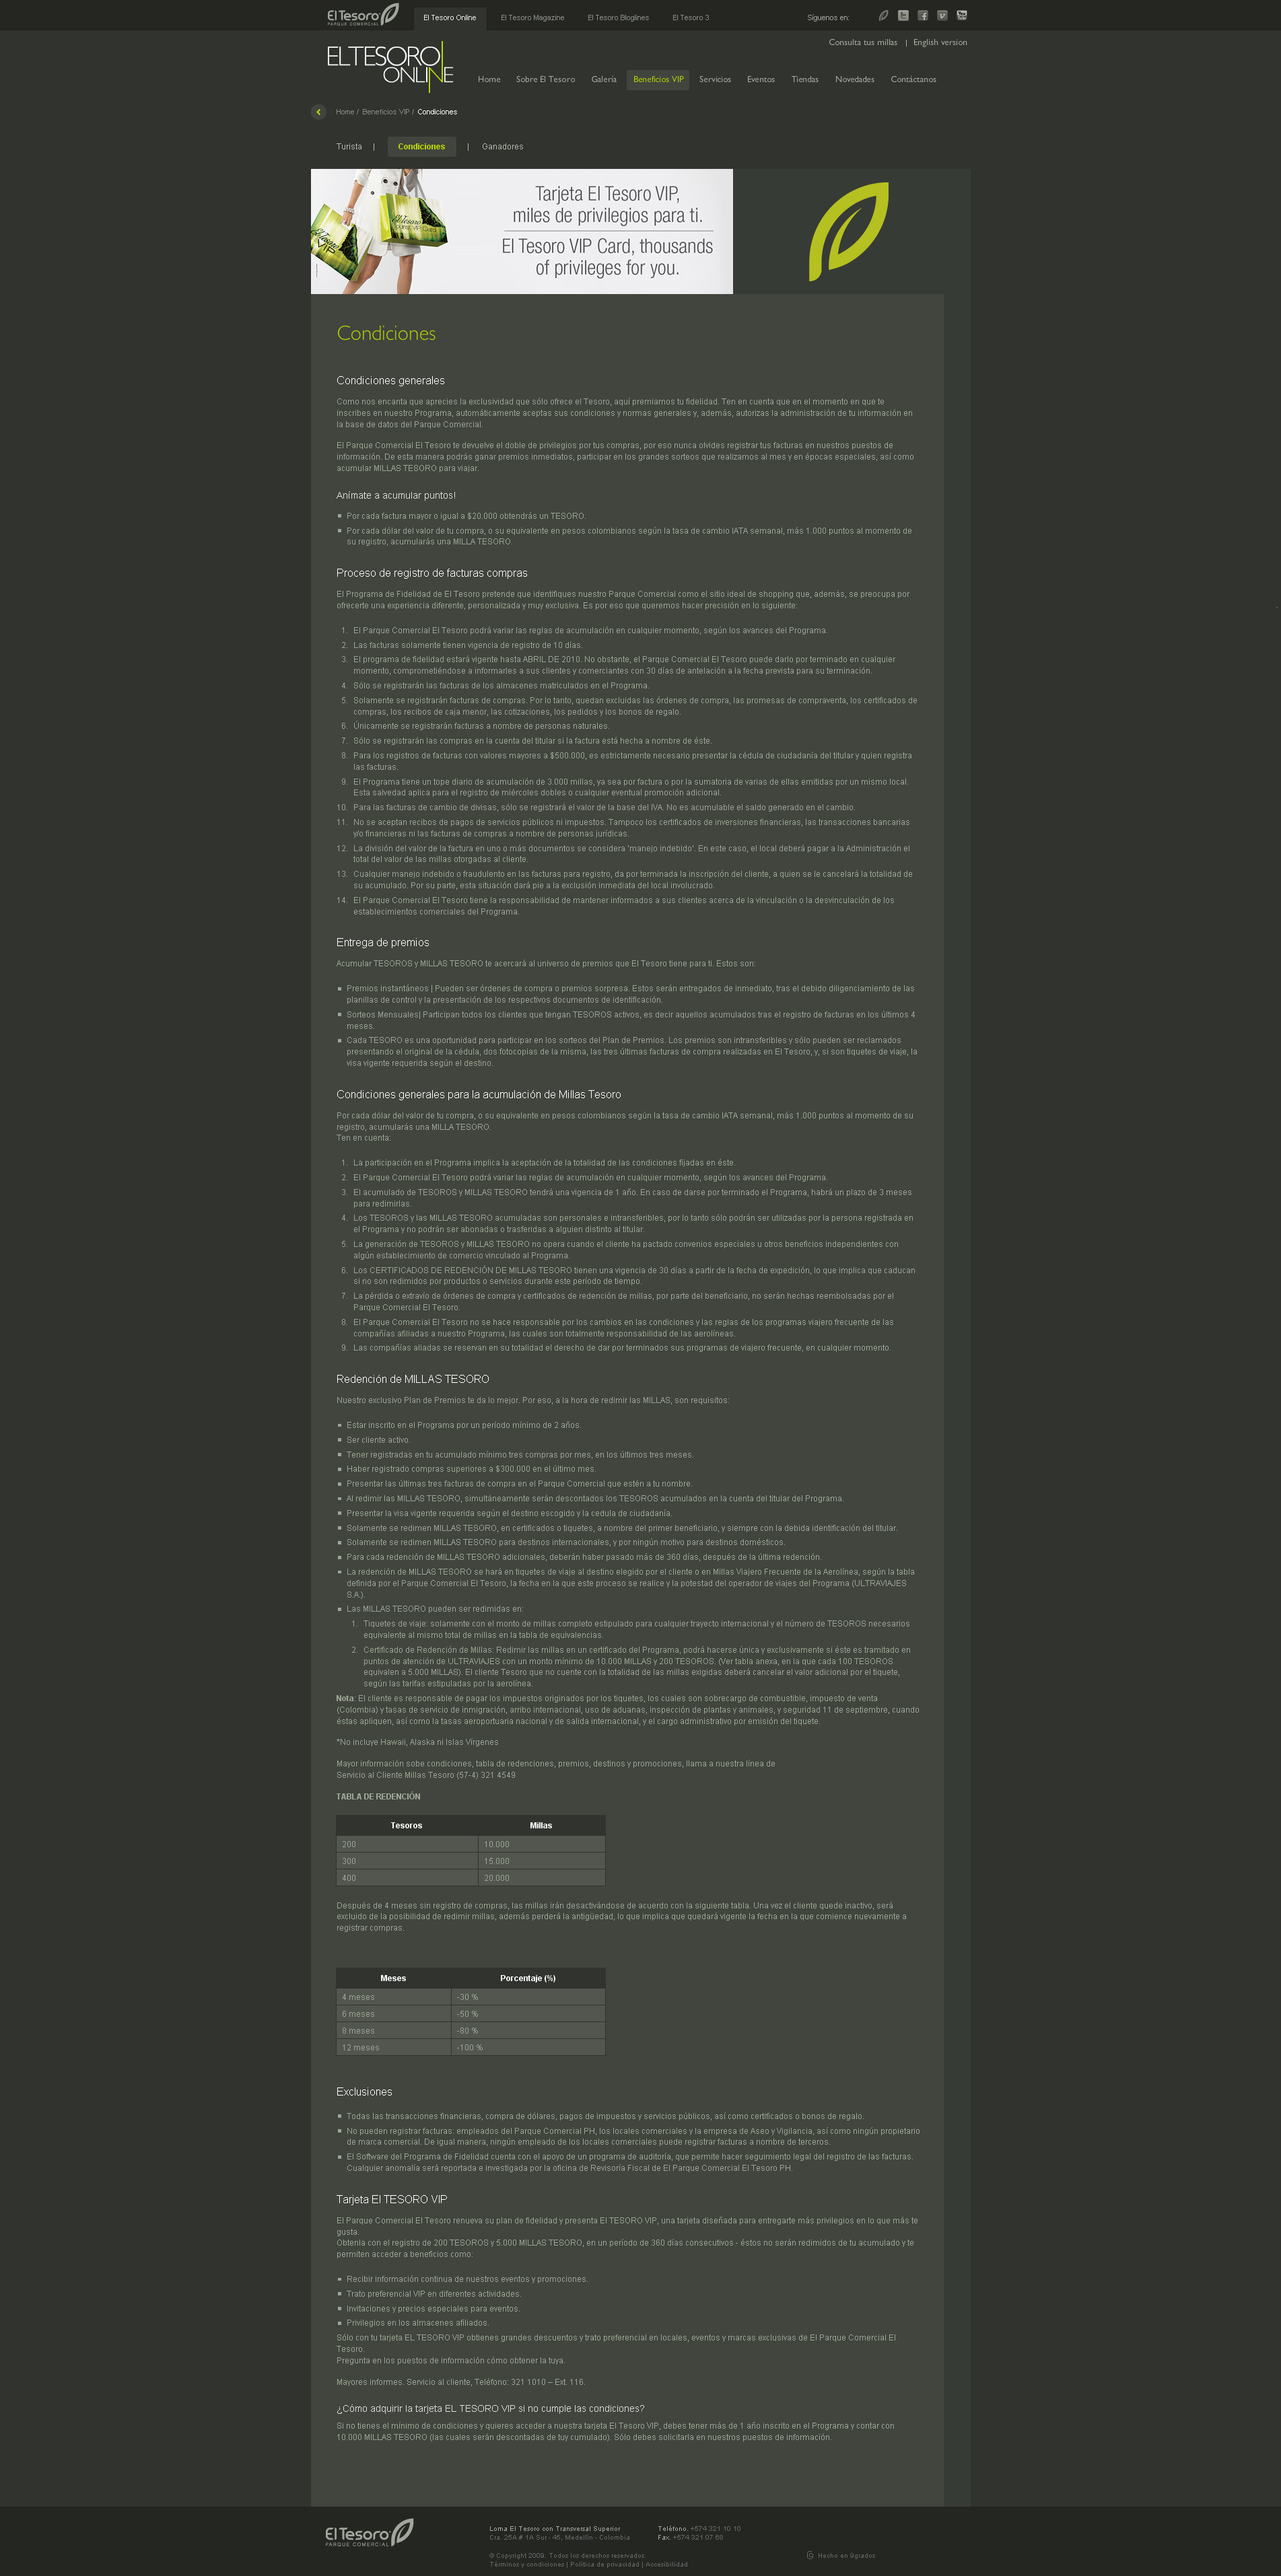 El Tesoro
PARQUE COMERCIAL
El Tesoro Online
El Tesoro Magazine
El Tesoro Bloglines
El Tesoro 3
Síguenos en:
Consulta tus millas | English version
EL TESORO
ONLINE
Home Sobre El Tesoro Galería Beneficios VIP Servicios Eventos Tiendas Novedades Contáctanos
Home / Beneficios VIP / Condiciones
Turista | Condiciones | Ganadores
Tarjeta El Tesoro VIP,
miles de privilegios para ti.
El Tesoro VIP Card, thousands
of privileges for you.
Condiciones
Condiciones generales
Como nos encanta que aprecies la exclusividad que sólo ofrece el Tesoro, aquí premiamos tu fidelidad. Ten en cuenta que en el momento en que te
inscribes en nuestro Programa, automáticamente aceptas sus condiciones y normas generales y, además, autorizas la administración de tu información en
la base de datos del Parque Comercial.
El Parque Comercial El Tesoro te devuelve el doble de privilegios por tus compras, por eso nunca olvides registrar tus facturas en nuestros puestos de
información. De esta manera podrás ganar premios inmediatos, participar en los grandes sorteos que realizamos al mes y en épocas especiales, así como
acumular MILLAS TESORO para viajar.
Anímate a acumular puntos!
Por cada factura mayor o igual a $20.000 obtendrás un TESORO.
Por cada dólar del valor de tu compra, o su equivalente en pesos colombianos según la tasa de cambio IATA semanal, más 1.000 puntos al momento de
su registro, acumularás una MILLA TESORO.
Proceso de registro de facturas compras
El Programa de Fidelidad de El Tesoro pretende que identifiques nuestro Parque Comercial como el sitio ideal de shopping que, además, se preocupa por
ofrecerte una experiencia diferente, personalizada y muy exclusiva. Es por eso que queremos hacer precisión en lo siguiente:
1. El Parque Comercial El Tesoro podrá variar las reglas de acumulación en cualquier momento, según los avances del Programa.
2. Las facturas solamente tienen vigencia de registro de 10 días.
3. El programa de fidelidad estará vigente hasta ABRIL DE 2010. No obstante, el Parque Comercial El Tesoro puede darlo por terminado en cualquier
momento, comprometiéndose a informarles a sus clientes y comerciantes con 30 días de antelación a la fecha prevista para su terminación.
4. Sólo se registrarán las facturas de los almacenes matriculados en el Programa.
5. Solamente se registrarán facturas de compras. Por lo tanto, quedan excluidas las órdenes de compra, las promesas de compraventa, los certificados de
compras, los recibos de caja menor, las cotizaciones, los pedidos y los bonos de regalo.
6. Únicamente se registrarán facturas a nombre de personas naturales.
7. Sólo se registrarán las compras en la cuenta del titular si la factura está hecha a nombre de éste.
8. Para los registros de facturas con valores mayores a $500.000, es estrictamente necesario presentar la cédula de ciudadanía del titular y quien registra
las facturas.
9. El Programa tiene un tope diario de acumulación de 3.000 millas, ya sea por factura o por la sumatoria de varias de ellas emitidas por un mismo local.
Esta salvedad aplica para el registro de miércoles dobles o cualquier eventual promoción adicional.
10. Para las facturas de cambio de divisas, sólo se registrará el valor de la base del IVA. No es acumulable el saldo generado en el cambio.
11. No se aceptan recibos de pagos de servicios públicos ni impuestos. Tampoco los certificados de inversiones financieras, las transacciones bancarias
y/o financieras ni las facturas de compras a nombre de personas jurídicas.
12. La división del valor de la factura en uno o más documentos se considera 'manejo indebido'. En este caso, el local deberá pagar a la Administración el
total del valor de las millas otorgadas al cliente.
13. Cualquier manejo indebido o fraudulento en las facturas para registro, da por terminada la inscripción del cliente, a quien se le cancelará la totalidad de
su acumulado. Por su parte, esta situación dará pie a la exclusión inmediata del local involucrado.
14. El Parque Comercial El Tesoro tiene la responsabilidad de mantener informados a sus clientes acerca de la vinculación o la desvinculación de los
establecimientos comerciales del Programa.
Entrega de premios
Acumular TESOROS y MILLAS TESORO te acercará al universo de premios que El Tesoro tiene para ti. Estos son:
Premios instantáneos | Pueden ser órdenes de compra o premios sorpresa. Estos serán entregados de inmediato, tras el debido diligenciamiento de las
planillas de control y la presentación de los respectivos documentos de identificación.
Sorteos Mensuales| Participan todos los clientes que tengan TESOROS activos, es decir aquellos acumulados tras el registro de facturas en los últimos 4
meses.
Cada TESORO es una oportunidad para participar en los sorteos del Plan de Premios. Los premios son intransferibles y sólo pueden ser reclamados
presentando el original de la cédula, dos fotocopias de la misma, las tres últimas facturas de compra realizadas en El Tesoro, y, si son tiquetes de viaje, la
visa vigente requerida según el destino.
Condiciones generales para la acumulación de Millas Tesoro
Por cada dólar del valor de tu compra, o su equivalente en pesos colombianos según la tasa de cambio IATA semanal, más 1.000 puntos al momento de su
registro, acumularás una MILLA TESORO.
Ten en cuenta:
1. La participación en el Programa implica la aceptación de la totalidad de las condiciones fijadas en éste.
2. El Parque Comercial El Tesoro podrá variar las reglas de acumulación en cualquier momento, según los avances del Programa.
3. El acumulado de TESOROS y MILLAS TESORO tendrá una vigencia de 1 año. En caso de darse por terminado el Programa, habrá un plazo de 3 meses
para redimirlas.
4. Los TESOROS y las MILLAS TESORO acumuladas son personales e intransferibles, por lo tanto sólo podrán ser utilizadas por la persona registrada en
el Programa y no podrán ser abonadas o trasferidas a alguien distinto al titular.
5. La generación de TESOROS y MILLAS TESORO no opera cuando el cliente ha pactado convenios especiales u otros beneficios independientes con
algún establecimiento de comercio vinculado al Programa.
6. Los CERTIFICADOS DE REDENCIÓN DE MILLAS TESORO tienen una vigencia de 30 días a partir de la fecha de expedición, lo que implica que caducan
si no son redimidos por productos o servicios durante este período de tiempo.
7. La pérdida o extravío de órdenes de compra y certificados de redención de millas, por parte del beneficiario, no serán hechas reembolsadas por el
Parque Comercial El Tesoro.
8. El Parque Comercial El Tesoro no se hace responsable por los cambios en las condiciones y las reglas de los programas viajero frecuente de las
compañías afiliadas a nuestro Programa, las cuales son totalmente responsabilidad de las aerolíneas.
9. Las compañías aliadas se reservan en su totalidad el derecho de dar por terminados sus programas de viajero frecuente, en cualquier momento.
Redención de MILLAS TESORO
Nuestro exclusivo Plan de Premios te da lo mejor. Por eso, a la hora de redimir las MILLAS, son requisitos:
Estar inscrito en el Programa por un período mínimo de 2 años.
Ser cliente activo.
Tener registradas en tu acumulado mínimo tres compras por mes, en los últimos tres meses.
Haber registrado compras superiores a $300.000 en el último mes.
Presentar las últimas tres facturas de compra en el Parque Comercial que estén a tu nombre.
Al redimir las MILLAS TESORO, simultáneamente serán descontados los TESOROS acumulados en la cuenta del titular del Programa.
Presentar la visa vigente requerida según el destino escogido y la cedula de ciudadanía.
Solamente se redimen MILLAS TESORO, en certificados o tiquetes, a nombre del primer beneficiario, y siempre con la debida identificación del titular.
Solamente se redimen MILLAS TESORO para destinos internacionales, y por ningún motivo para destinos domésticos.
Para cada redención de MILLAS TESORO adicionales, deberán haber pasado más de 360 días, después de la última redención.
La redención de MILLAS TESORO se hará en tiquetes de viaje al destino elegido por el cliente o en Millas Viajero Frecuente de la Aerolínea, según la tabla
definida por el Parque Comercial El Tesoro, la fecha en la que este proceso se realice y la potestad del operador de viajes del Programa (ULTRAVIAJES
S.A.).
Las MILLAS TESORO pueden ser redimidas en:
1. Tiquetes de viaje: solamente con el monto de millas completo estipulado para cualquier trayecto internacional y el número de TESOROS necesarios
equivalente al mismo total de millas en la tabla de equivalencias.
2. Certificado de Redención de Millas: Redimir las millas en un certificado del Programa, podrá hacerse única y exclusivamente si éste es tramitado en
puntos de atención de ULTRAVIAJES con un monto mínimo de 10.000 MILLAS y 200 TESOROS. (Ver tabla anexa, en la que cada 100 TESOROS
equivalen a 5.000 MILLAS). El cliente Tesoro que no cuente con la totalidad de las millas exigidas deberá cancelar el valor adicional por el tiquete,
según las tarifas estipuladas por la aerolínea.
Nota: El cliente es responsable de pagar los impuestos originados por los tiquetes, los cuales son sobrecargo de combustible, impuesto de venta
(Colombia) y tasas de servicio de inmigración, arribo internacional, uso de aduanas, inspección de plantas y animales, y seguridad 11 de septiembre, cuando
éstas apliquen, así como la tasas aeroportuaria nacional y de salida internacional, y el cargo administrativo por emisión del tiquete.
*No incluye Hawaii, Alaska ni Islas Vírgenes
Mayor información sobe condiciones, tabla de redenciones, premios, destinos y promociones, llama a nuestra línea de
Servicio al Cliente Millas Tesoro (57-4) 321 4549
TABLA DE REDENCIÓN
Tesoros Millas
200 10.000
300 15.000
400 20.000
Después de 4 meses sin registro de compras, las millas irán desactivándose de acuerdo con la siguiente tabla. Una vez el cliente quede inactivo, será
excluido de la posibilidad de redimir millas, además perderá la antigüedad, lo que implica que quedará vigente la fecha en la que comience nuevamente a
registrar compras.
Meses Porcentaje (%)
4 meses -30 %
6 meses -50 %
8 meses -80 %
12 meses -100 %
Exclusiones
Todas las transacciones financieras, compra de dólares, pagos de impuestos y servicios públicos, así como certificados o bonos de regalo.
No pueden registrar facturas: empleados del Parque Comercial PH, los locales comerciales y la empresa de Aseo y Vigilancia, así como ningún propietario
de marca comercial. De igual manera, ningún empleado de los locales comerciales puede registrar facturas a nombre de terceros.
El Software del Programa de Fidelidad cuenta con el apoyo de un programa de auditoría, que permite hacer seguimiento legal del registro de las facturas.
Cualquier anomalía será reportada e investigada por la oficina de Revisoría Fiscal de El Parque Comercial El Tesoro PH.
Tarjeta El TESORO VIP
El Parque Comercial El Tesoro renueva su plan de fidelidad y presenta El TESORO VIP, una tarjeta diseñada para entregarte más privilegios en lo que más te
gusta.
Obtenla con el registro de 200 TESOROS y 5.000 MILLAS TESORO, en un período de 360 días consecutivos - éstos no serán redimidos de tu acumulado y te
permiten acceder a beneficios como:
Recibir información continua de nuestros eventos y promociones.
Trato preferencial VIP en diferentes actividades.
Invitaciones y precios especiales para eventos.
Privilegios en los almacenes afiliados.
Sólo con tu tarjeta EL TESORO VIP obtienes grandes descuentos y trato preferencial en locales, eventos y marcas exclusivas de El Parque Comercial El
Tesoro.
Pregunta en los puestos de información cómo obtener la tuya.
Mayores informes. Servicio al cliente, Teléfono: 321 1010 – Ext. 116.
¿Cómo adquirir la tarjeta EL TESORO VIP si no cumple las condiciones?
Si no tienes el mínimo de condiciones y quieres acceder a nuestra tarjeta El Tesoro VIP, debes tener más de 1 año inscrito en el Programa y contar con
10.000 MILLAS TESORO (las cuales serán descontadas de tuy cumulado). Sólo debes solicitarla en nuestros puestos de información.
El Tesoro
PARQUE COMERCIAL
Loma El Tesoro con Transversal Superior
Cra. 25A # 1A Sur - 45, Medellín - Colombia
Teléfono. +574 321 10 10
Fax. +574 321 07 69
© Copyright 2009. Todos los derechos reservados.
Términos y condiciones | Política de privacidad | Accesibilidad
Hecho en 9grados